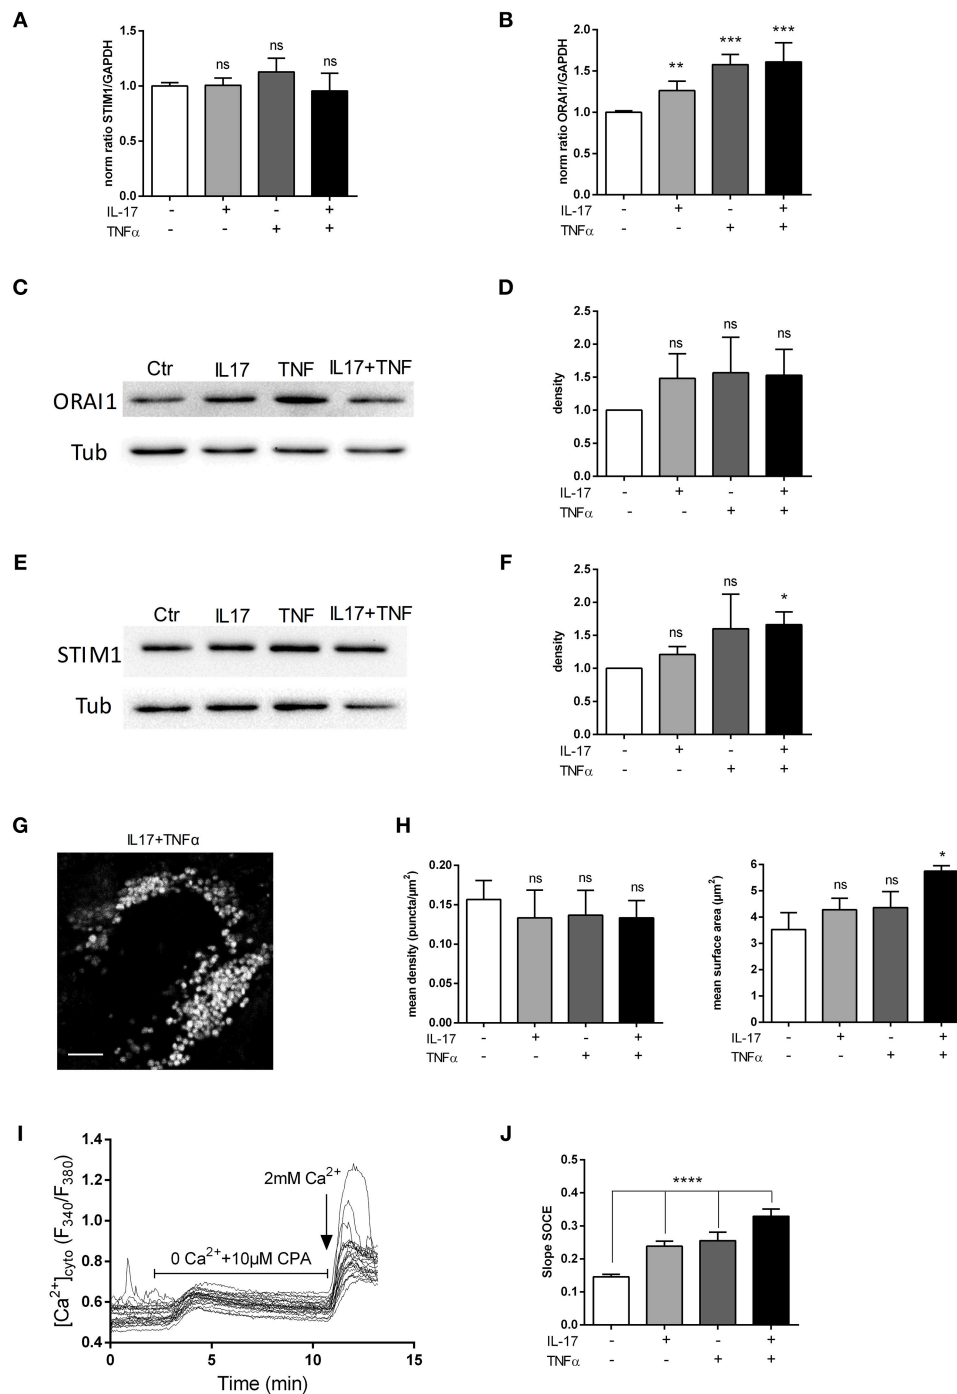 A
norm ratio STIM1/GAPDH
1.5
1.0
0.5
0.0
ns
ns
ns
IL-17 - + - +
TNFα - - + +
B
norm ratio ORAI1/GAPDH
2.0
1.5
1.0
0.5
0.0
**
***
***
IL-17 - + - +
TNFα - - + +
C
Ctr IL17 TNF IL17+TNF
ORAI1
Tub
D
density
2.5
2.0
1.5
1.0
0.5
0.0
ns
ns
ns
IL-17 - + - +
TNFα - - + +
E
Ctr IL17 TNF IL17+TNF
STIM1
Tub
F
density
2.5
2.0
1.5
1.0
0.5
0.0
ns
ns
*
IL-17 - + - +
TNFα - - + +
G
IL17+TNFα
H
mean density (puncta/µm²)
0.20
0.15
0.10
0.05
0.00
ns
ns
ns
IL-17 - + - +
TNFα - - + +
mean surface area (µm²)
6
5
4
3
2
1
0
ns
ns
*
IL-17 - + - +
TNFα - - + +
I
[Ca²⁺]cyto (F340/F380)
1.4
1.2
1.0
0.8
0.6
0.4
2mM Ca²⁺
0 Ca²⁺+10µM CPA
0 5 10 15
Time (min)
J
Slope SOCE
0.5
0.4
0.3
0.2
0.1
0.0
****
IL-17 - + - +
TNFα - - + +